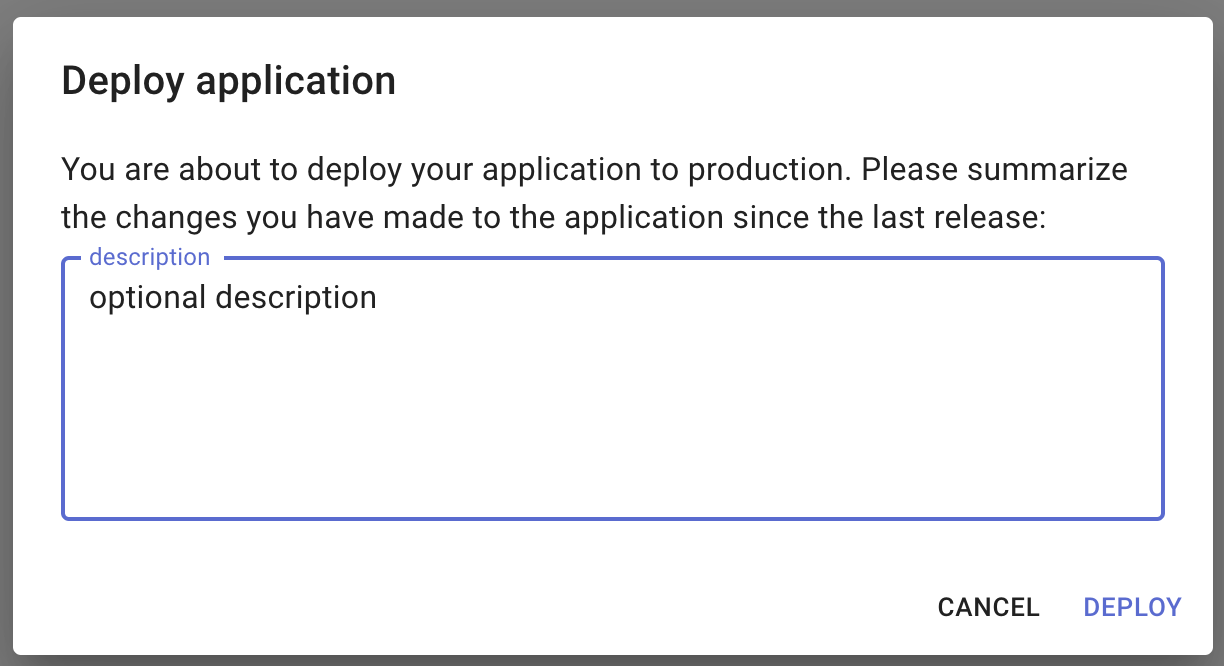 Deploy application
You are about to deploy your application to production. Please summarize
the changes you have made to the application since the last release:
description
optional description
CANCEL DEPLOY